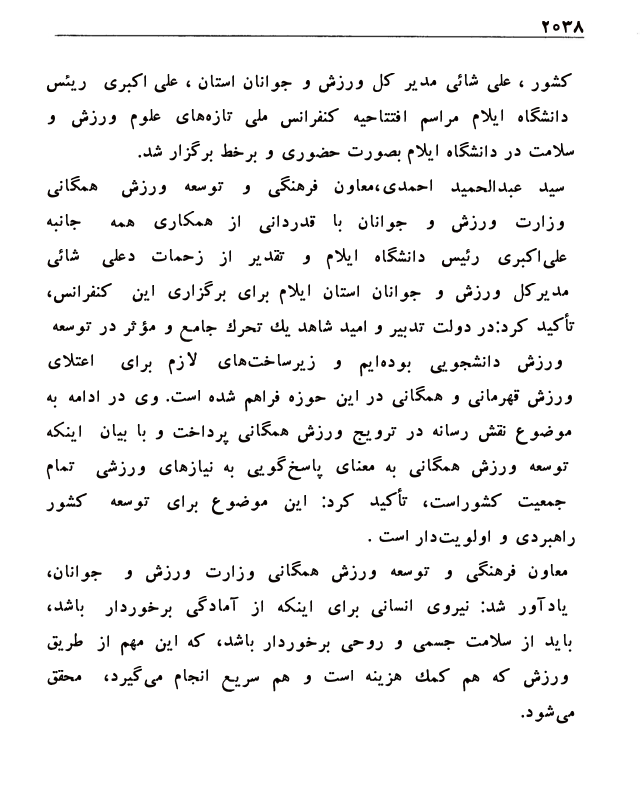 ۲۰۳۸
کشور ، علی شائی مدیر کل ورزش و جوانان استان ، علی اکبری ریئس
دانشگاه ایلام مراسم افتتاحیه کنفرانس ملی تازه‌های علوم ورزش و
سلامت در دانشگاه ایلام بصورت حضوری و برخط برگزار شد.
سید عبدالحمید احمدی،معاون فرهنگی و توسعه ورزش همگانی
وزارت ورزش و جوانان با قدردانی از همکاری همه جانبه
علی‌اکبری رئیس دانشگاه ایلام و تقدیر از زحمات دعلی شائی
مدیرکل ورزش و جوانان استان ایلام برای برگزاری این کنفرانس،
تأکید کرد:در دولت تدبیر و امید شاهد یك تحرك جامع و مؤثر در توسعه
ورزش دانشجویی بوده‌ایم و زیرساخت‌های لازم برای اعتلای
ورزش قهرمانی و همگانی در این حوزه فراهم شده است. وی در ادامه به
موضوع نقش رسانه در ترویج ورزش همگانی پرداخت و با بیان اینکه
توسعه ورزش همگانی به معنای پاسخ‌گویی به نیازهای ورزشی تمام
جمعیت کشوراست، تأکید کرد: این موضوع برای توسعه کشور
راهبردی و اولویت‌دار است .
معاون فرهنگی و توسعه ورزش همگانی وزارت ورزش و جوانان،
یادآور شد: نیروی انسانی برای اینکه از آمادگی برخوردار باشد،
باید از سلامت جسمی و روحی برخوردار باشد، که این مهم از طریق
ورزش که هم کمك هزینه است و هم سریع انجام می‌گیرد، محقق
می‌شود.